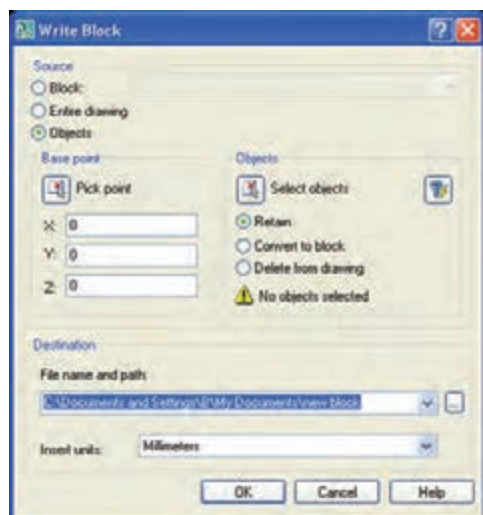 Write Block
Source
Block:
Entire drawing
Objects
Base point
Pick point
X: 0
Y: 0
Z: 0
Objects
Select objects
Retain
Convert to block
Delete from drawing
No objects selected
Destination
File name and path:
C:\Documents and Settings\ \My Documents\new block
...
Insert units:
Millimeters
OK
Cancel
Help